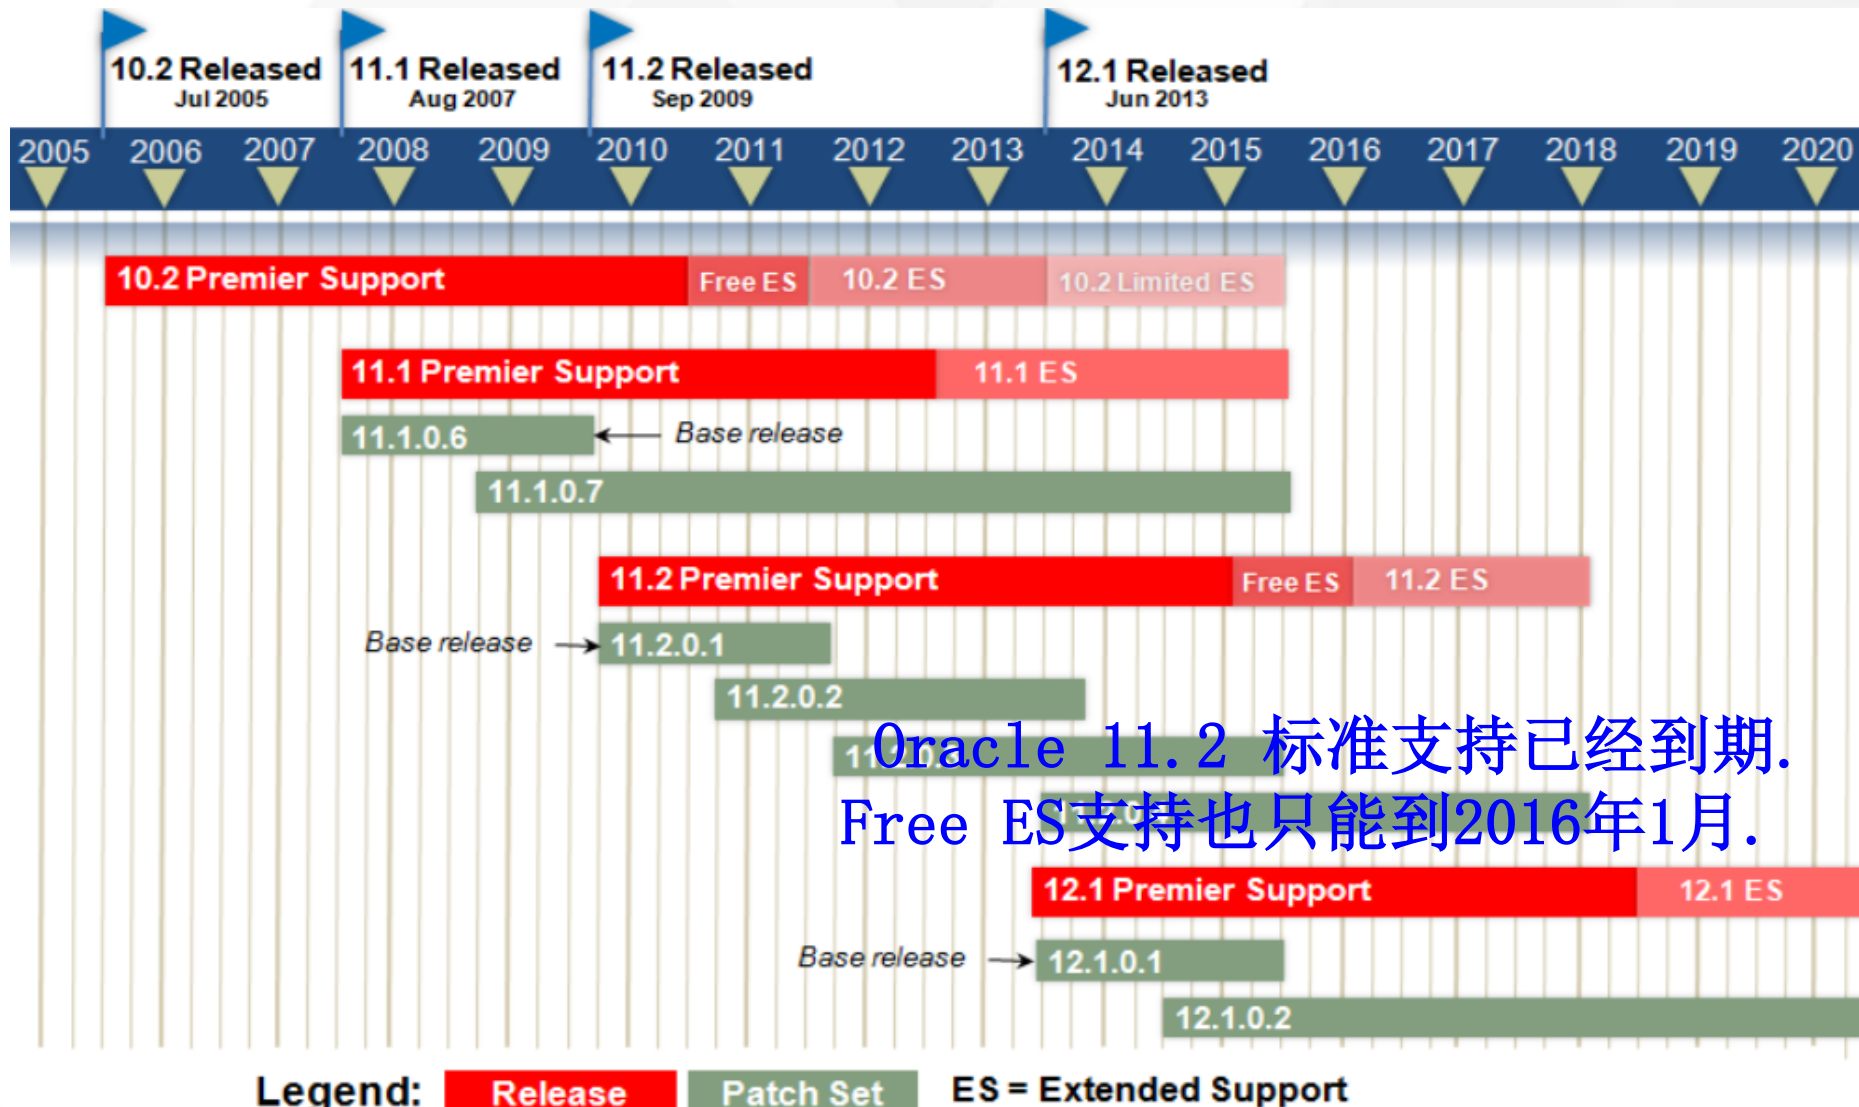 10.2 Released
Jul 2005
11.1 Released
Aug 2007
11.2 Released
Sep 2009
12.1 Released
Jun 2013
2005 2006 2007 2008 2009 2010 2011 2012 2013 2014 2015 2016 2017 2018 2019 2020
10.2 Premier Support Free ES 10.2 ES 10.2 Limited ES
11.1 Premier Support 11.1 ES
11.1.0.6 Base release
11.1.0.7
11.2 Premier Support Free ES 11.2 ES
Base release 11.2.0.1
11.2.0.2
Oracle 11.2 标准支持已经到期.
Free ES支持也只能到2016年1月.
12.1 Premier Support 12.1 ES
Base release 12.1.0.1
12.1.0.2
Legend: Release Patch Set ES = Extended Support